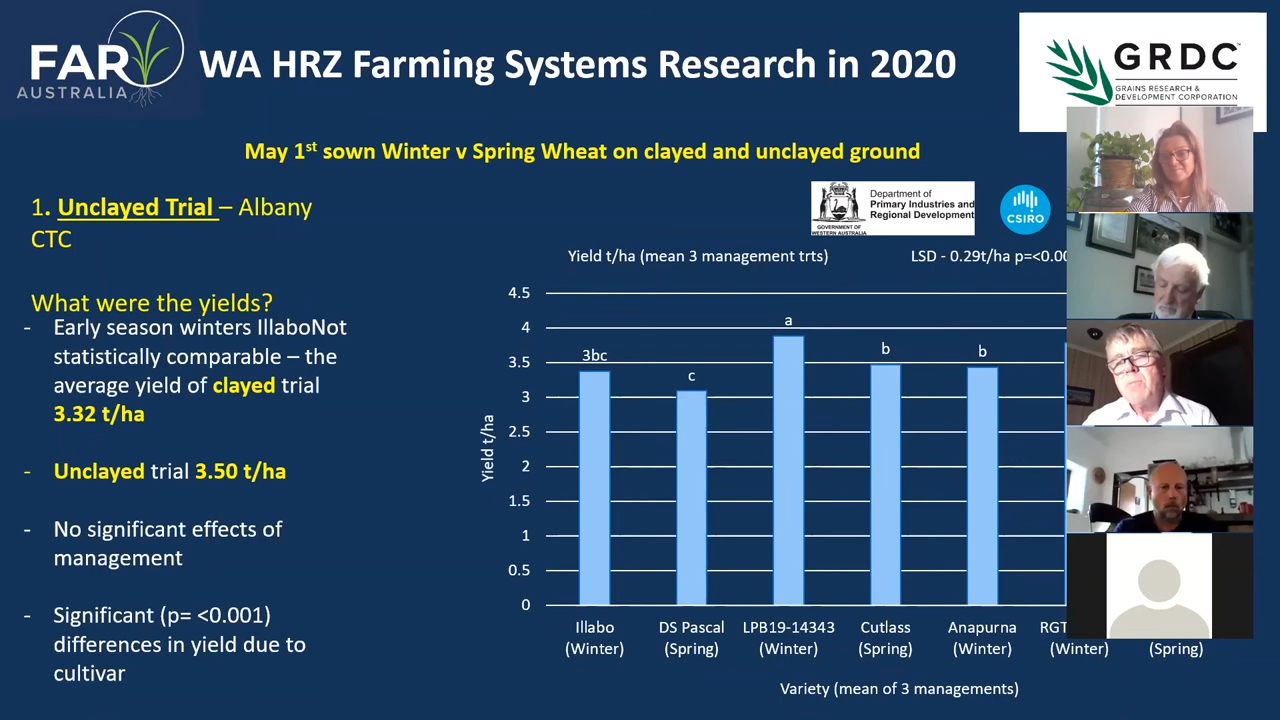 FAR
AUSTRALIA
WA HRZ Farming Systems Research in 2020
GRDC™
GRAINS RESEARCH &
DEVELOPMENT CORPORATION
May 1st sown Winter v Spring Wheat on clayed and unclayed ground
1. Unclayed Trial – Albany
CTC
What were the yields?
- Early season winters IllaboNot
statistically comparable – the
average yield of clayed trial
3.32 t/ha
- Unclayed trial 3.50 t/ha
- No significant effects of
management
- Significant (p= <0.001)
differences in yield due to
cultivar
GOVERNMENT OF
WESTERN AUSTRALIA
Department of
Primary Industries and
Regional Development
CSIRO
Yield t/ha (mean 3 management trts)
LSD - 0.29t/ha p=<0.00
Yield t/ha
4.5
4
3.5
3
2.5
2
1.5
1
0.5
0
3bc
c
a
b
b
Illabo
(Winter)
DS Pascal
(Spring)
LPB19-14343
(Winter)
Cutlass
(Spring)
Anapurna
(Winter)
RGT
(Winter)
(Spring)
Variety (mean of 3 managements)